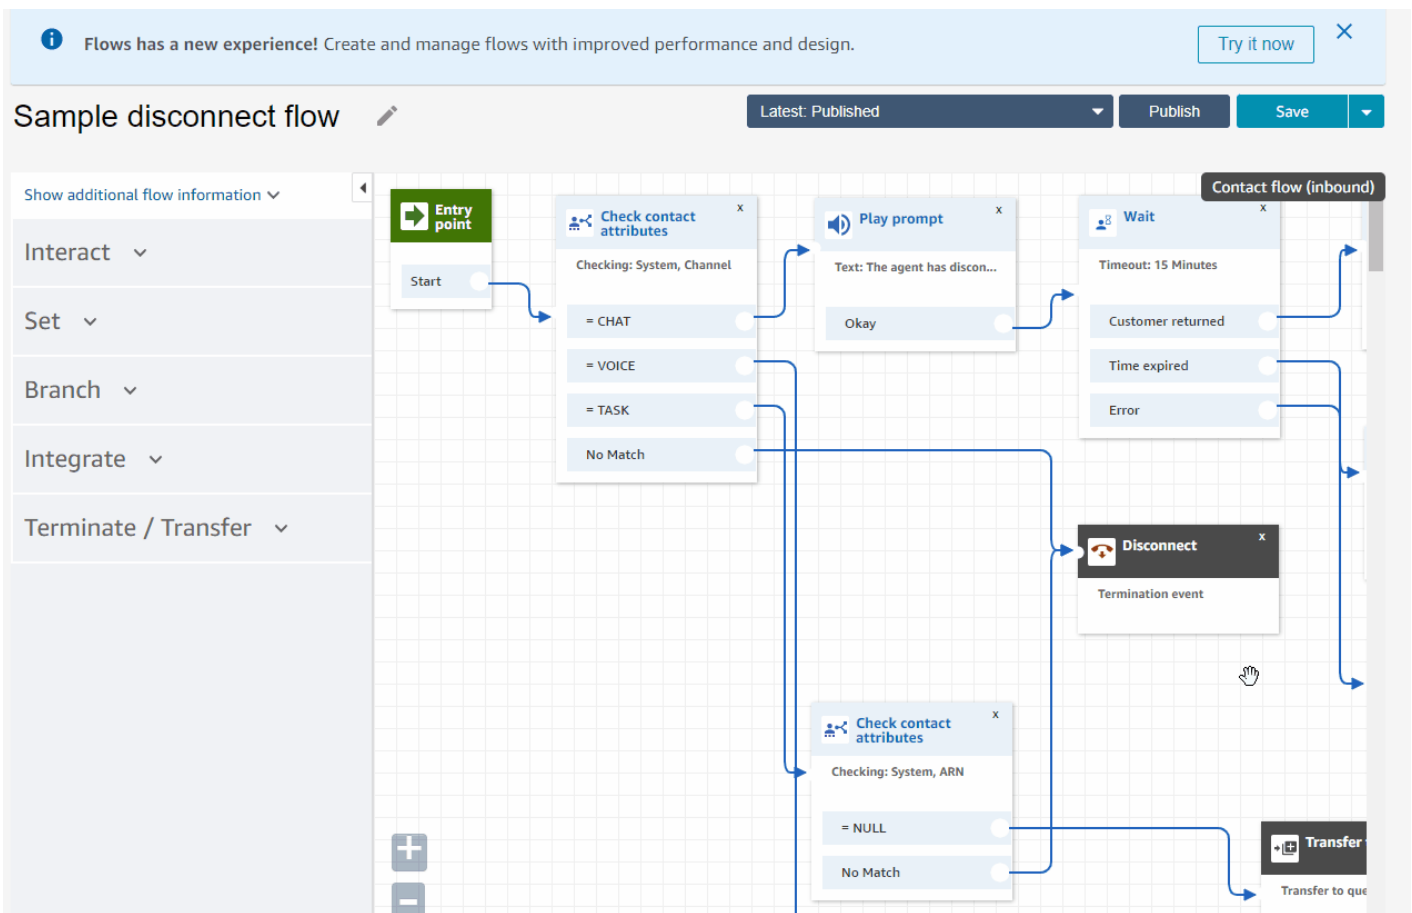 Flows has a new experience! Create and manage flows with improved performance and design.
Try it now
Sample disconnect flow
Latest: Published
Publish
Save
Show additional flow information
Contact flow (inbound)
Interact
Set
Branch
Integrate
Terminate / Transfer
Entry
point
Start
x
Check contact
attributes
Checking: System, Channel
= CHAT
= VOICE
= TASK
No Match
x
Play prompt
Text: The agent has discon...
Okay
x
Wait
Timeout: 15 Minutes
Customer returned
Time expired
Error
x
Disconnect
Termination event
x
Check contact
attributes
Checking: System, ARN
= NULL
No Match
Transfer
Transfer to